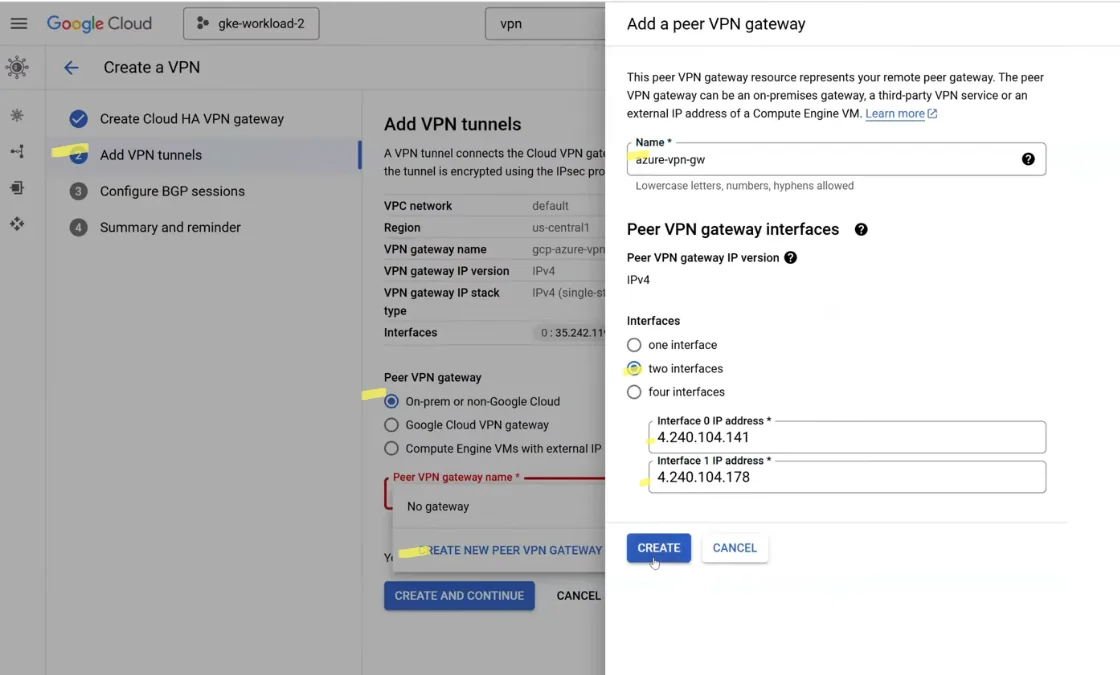 Google Cloud
gke-workload-2
vpn
Create a VPN
Create Cloud HA VPN gateway
2 Add VPN tunnels
3 Configure BGP sessions
4 Summary and reminder
Add VPN tunnels
A VPN tunnel connects the Cloud VPN gate
the tunnel is encrypted using the IPsec pro
VPC network default
Region us-central1
VPN gateway name gcp-azure-vpn
VPN gateway IP version IPv4
VPN gateway IP stack IPv4 (single-st
type
Interfaces 0 : 35.242.119
Peer VPN gateway
On-prem or non-Google Cloud
Google Cloud VPN gateway
Compute Engine VMs with external IP
Peer VPN gateway name *
No gateway
CREATE NEW PEER VPN GATEWAY
CREATE AND CONTINUE CANCEL
Add a peer VPN gateway
This peer VPN gateway resource represents your remote peer gateway. The peer
VPN gateway can be an on-premises gateway, a third-party VPN service or an
external IP address of a Compute Engine VM. Learn more
Name *
azure-vpn-gw
Lowercase letters, numbers, hyphens allowed
Peer VPN gateway interfaces
Peer VPN gateway IP version
IPv4
Interfaces
one interface
two interfaces
four interfaces
Interface 0 IP address *
4.240.104.141
Interface 1 IP address *
4.240.104.178
CREATE CANCEL